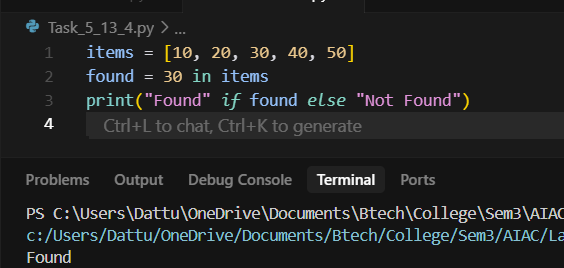 Task_5_13_4.py > ...
1 items = [10, 20, 30, 40, 50]
2 found = 30 in items
3 print("Found" if found else "Not Found")
4 Ctrl+L to chat, Ctrl+K to generate
Problems Output Debug Console Terminal Ports
PS C:\Users\Dattu\OneDrive\Documents\Btech\College\Sem3\AIAC
c:/Users/Dattu/OneDrive/Documents/Btech/College/Sem3/AIAC/La
Found